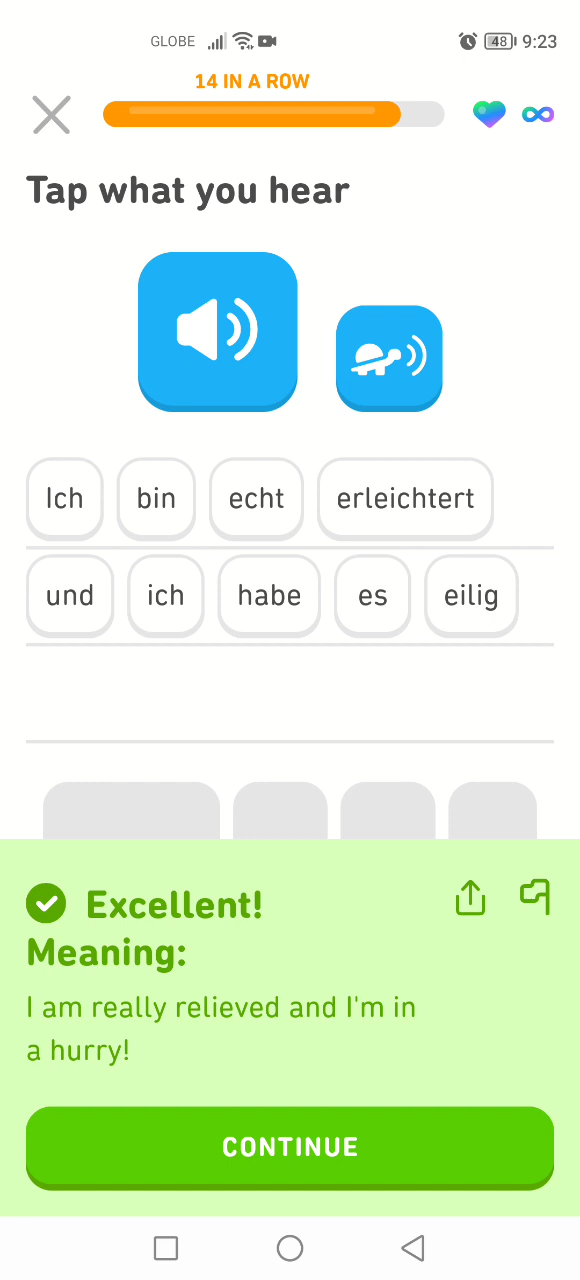 GLOBE 48 9:23
14 IN A ROW
Tap what you hear
Ich bin echt erleichtert
und ich habe es eilig
Excellent!
Meaning:
I am really relieved and I'm in
a hurry!
CONTINUE